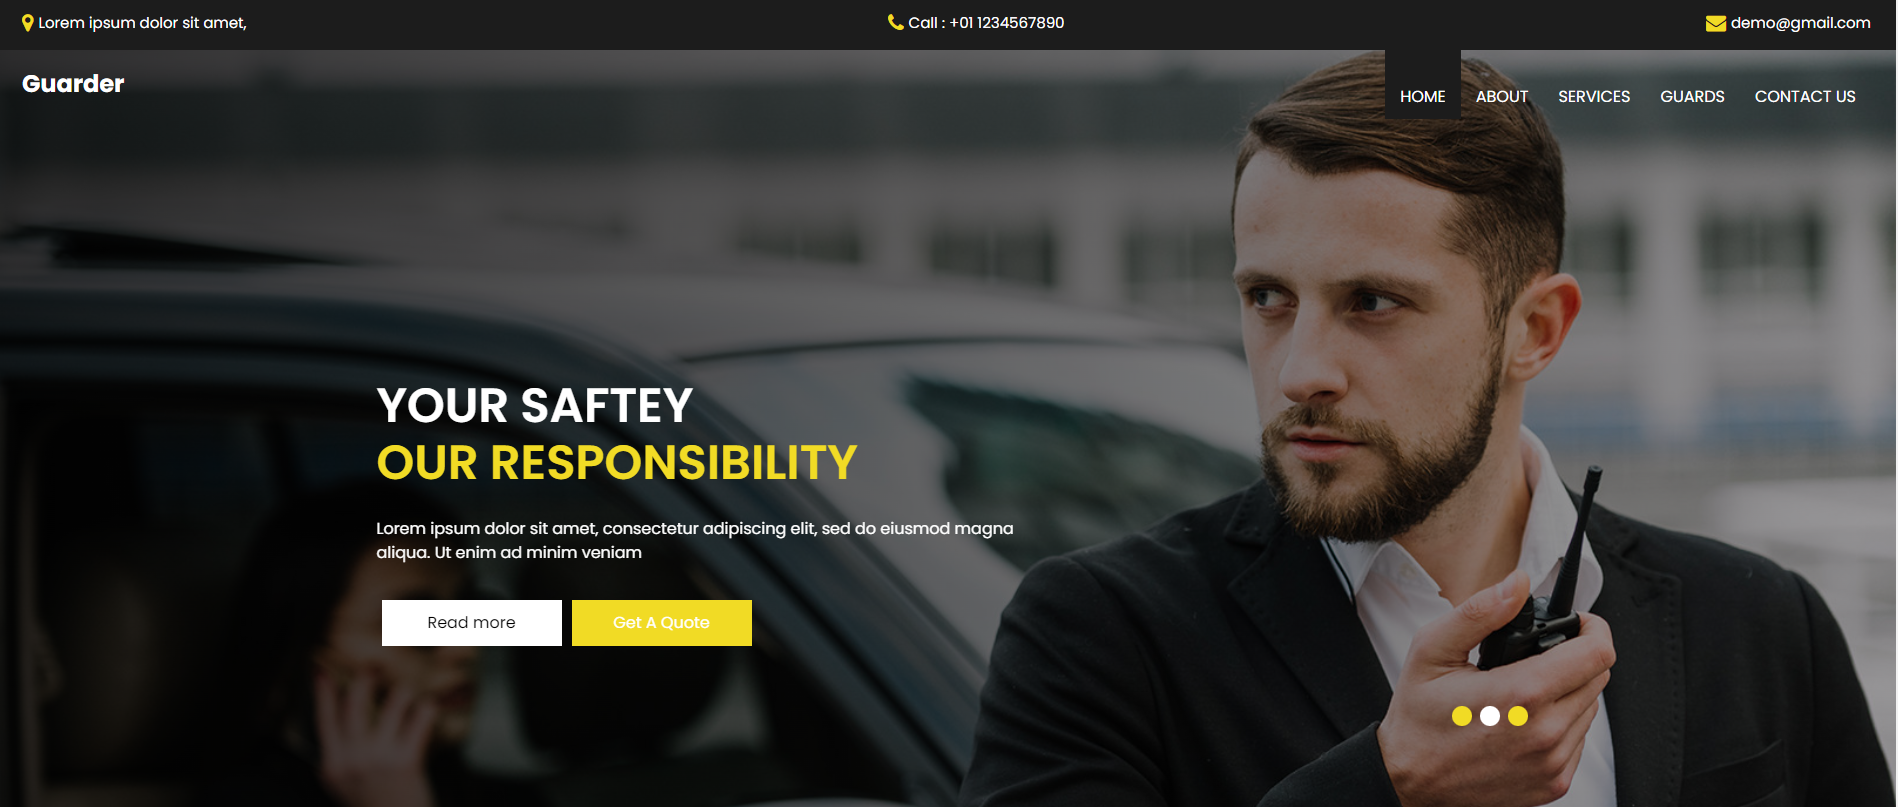 Lorem ipsum dolor sit amet,
Call : +01 1234567890
demo@gmail.com
Guarder
HOME
ABOUT
SERVICES
GUARDS
CONTACT US
YOUR SAFTEY
OUR RESPONSIBILITY
Lorem ipsum dolor sit amet, consectetur adipiscing elit, sed do eiusmod magna
aliqua. Ut enim ad minim veniam
Read more
Get A Quote